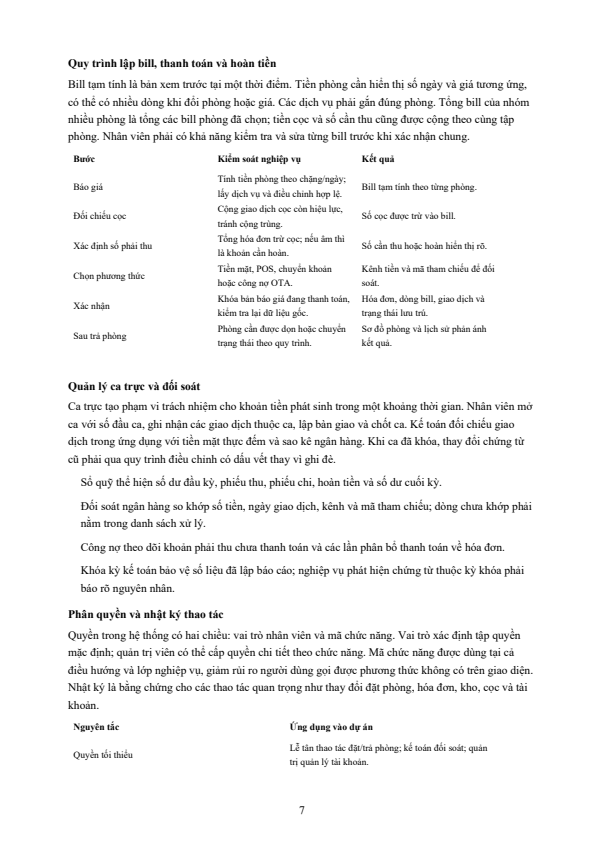 Quy trình lập bill, thanh toán và hoàn tiền
Bill tạm tính là bản xem trước tại một thời điểm. Tiền phòng cần hiển thị số ngày và giá tương ứng,
có thể có nhiều dòng khi đổi phòng hoặc giá. Các dịch vụ phải gắn đúng phòng. Tổng bill của nhóm
nhiều phòng là tổng các bill phòng đã chọn; tiền cọc và số cần thu cũng được cộng theo cùng tập
phòng. Nhân viên phải có khả năng kiểm tra và sửa từng bill trước khi xác nhận chung.
Bước Kiểm soát nghiệp vụ Kết quả
Báo giá
Tính tiền phòng theo chặng/ngày;
lấy dịch vụ và điều chỉnh hợp lệ.
Bill tạm tính theo từng phòng.
Đối chiếu cọc
Cộng giao dịch cọc còn hiệu lực,
tránh cộng trùng.
Số cọc được trừ vào bill.
Xác định số phải thu
Tổng hóa đơn trừ cọc; nếu âm thì
là khoản cần hoàn.
Số cần thu hoặc hoàn hiển thị rõ.
Chọn phương thức
Tiền mặt, POS, chuyển khoản
hoặc công nợ OTA.
Kênh tiền và mã tham chiếu để đối
soát.
Xác nhận
Khóa bản báo giá đang thanh toán,
kiểm tra lại dữ liệu gốc.
Hóa đơn, dòng bill, giao dịch và
trạng thái lưu trú.
Sau trả phòng
Phòng cần được dọn hoặc chuyển
trạng thái theo quy trình.
Sơ đồ phòng và lịch sử phản ánh
kết quả.
Quản lý ca trực và đối soát
Ca trực tạo phạm vi trách nhiệm cho khoản tiền phát sinh trong một khoảng thời gian. Nhân viên mở
ca với số đầu ca, ghi nhận các giao dịch thuộc ca, lập bàn giao và chốt ca. Kế toán đối chiếu giao
dịch trong ứng dụng với tiền mặt thực đếm và sao kê ngân hàng. Khi ca đã khóa, thay đổi chứng từ
cũ phải qua quy trình điều chỉnh có dấu vết thay vì ghi đè.
Sổ quỹ thể hiện số dư đầu kỳ, phiếu thu, phiếu chi, hoàn tiền và số dư cuối kỳ.
Đối soát ngân hàng so khớp số tiền, ngày giao dịch, kênh và mã tham chiếu; dòng chưa khớp phải
nằm trong danh sách xử lý.
Công nợ theo dõi khoản phải thu chưa thanh toán và các lần phân bổ thanh toán về hóa đơn.
Khóa kỳ kế toán bảo vệ số liệu đã lập báo cáo; nghiệp vụ phát hiện chứng từ thuộc kỳ khóa phải
báo rõ nguyên nhân.
Phân quyền và nhật ký thao tác
Quyền trong hệ thống có hai chiều: vai trò nhân viên và mã chức năng. Vai trò xác định tập quyền
mặc định; quản trị viên có thể cấp quyền chi tiết theo chức năng. Mã chức năng được dùng tại cả
điều hướng và lớp nghiệp vụ, giảm rủi ro người dùng gọi được phương thức không có trên giao diện.
Nhật ký là bằng chứng cho các thao tác quan trọng như thay đổi đặt phòng, hóa đơn, kho, cọc và tài
khoản.
Nguyên tắc Ứng dụng vào dự án
Quyền tối thiểu
Lễ tân thao tác đặt/trả phòng; kế toán đối soát; quản
trị quản lý tài khoản.
7